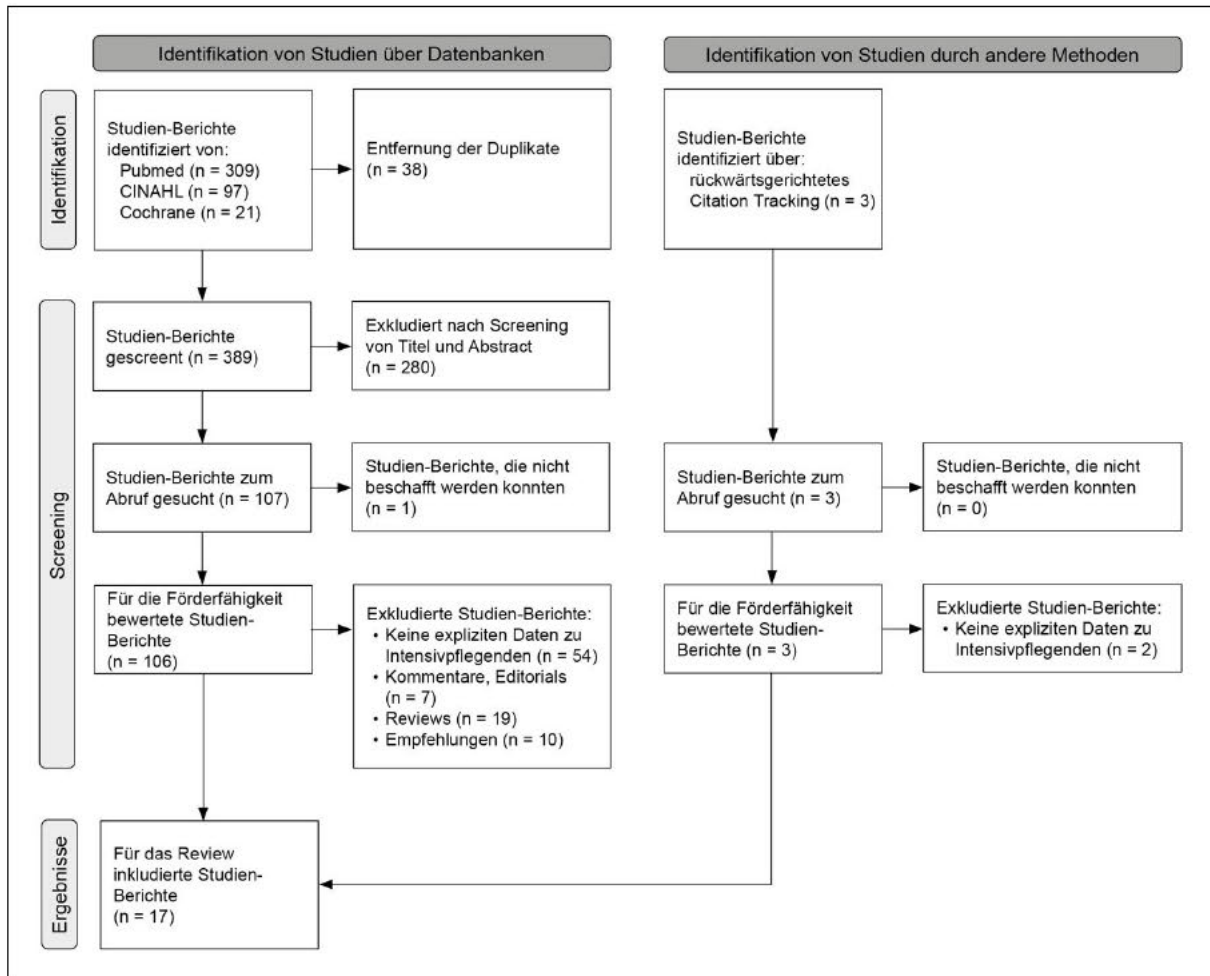 Identifikation von Studien über Datenbanken
Identifikation von Studien durch andere Methoden
Identifikation
Studien-Berichte
identifiziert von:
Pubmed (n = 309)
CINAHL (n = 97)
Cochrane (n = 21)
Entfernung der Duplikate
(n = 38)
Studien-Berichte
identifiziert über:
rückwärtsgerichtetes
Citation Tracking (n = 3)
Screening
Studien-Berichte
gescreent (n = 389)
Exkludiert nach Screening
von Titel und Abstract
(n = 280)
Studien-Berichte zum
Abruf gesucht (n = 107)
Studien-Berichte, die nicht
beschafft werden konnten
(n = 1)
Studien-Berichte zum
Abruf gesucht (n = 3)
Studien-Berichte, die nicht
beschafft werden konnten
(n = 0)
Für die Förderfähigkeit
bewertete Studien-
Berichte
(n = 106)
Exkludierte Studien-Berichte:
• Keine expliziten Daten zu
Intensivpflegenden (n = 54)
• Kommentare, Editorials
(n = 7)
• Reviews (n = 19)
• Empfehlungen (n = 10)
Für die Förderfähigkeit
bewertete Studien-
Berichte (n = 3)
Exkludierte Studien-Berichte:
• Keine expliziten Daten zu
Intensivpflegenden (n = 2)
Ergebnisse
Für das Review
inkludierte Studien-
Berichte
(n = 17)